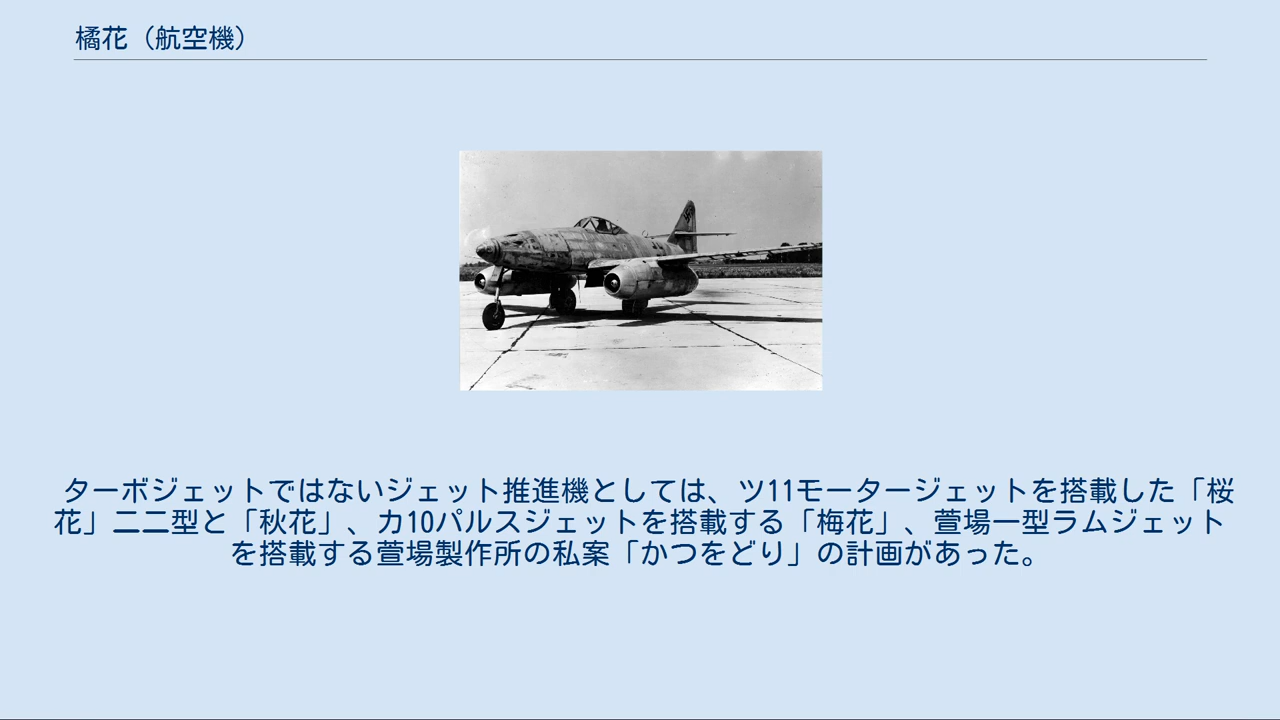 橘花（航空機）
ターボジェットではないジェット推進機としては、ツ11モータージェットを搭載した「桜
花」二二型と「秋花」、カ10パルスジェットを搭載する「梅花」、萱場一型ラムジェット
を搭載する萱場製作所の私案「かつをどり」の計画があった。